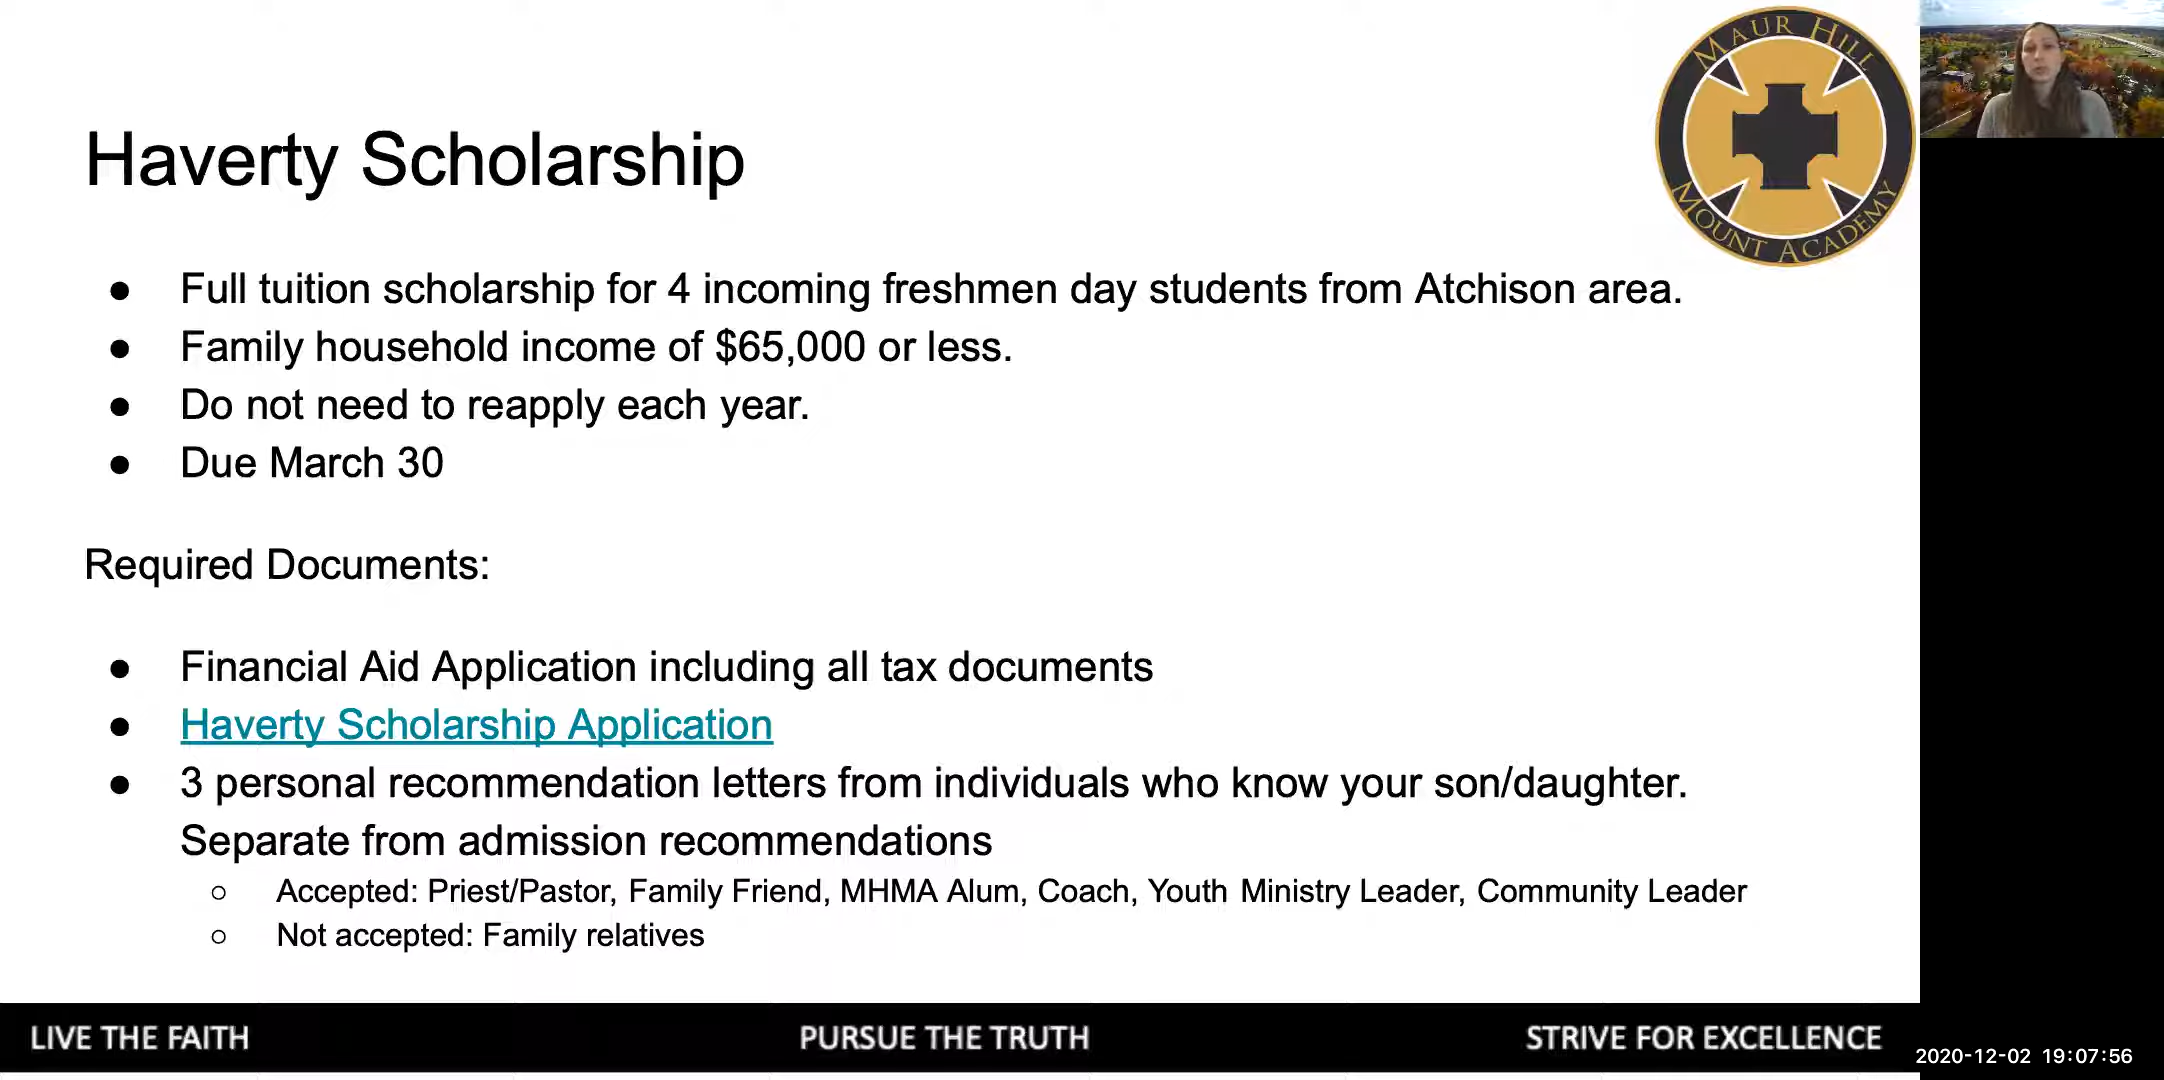 MAUR HILL
MOUNT ACADEMY
Haverty Scholarship
● Full tuition scholarship for 4 incoming freshmen day students from Atchison area.
● Family household income of $65,000 or less.
● Do not need to reapply each year.
● Due March 30
Required Documents:
● Financial Aid Application including all tax documents
● Haverty Scholarship Application
● 3 personal recommendation letters from individuals who know your son/daughter.
Separate from admission recommendations
○ Accepted: Priest/Pastor, Family Friend, MHMA Alum, Coach, Youth Ministry Leader, Community Leader
○ Not accepted: Family relatives
LIVE THE FAITH PURSUE THE TRUTH STRIVE FOR EXCELLENCE
2020-12-02 19:07:56